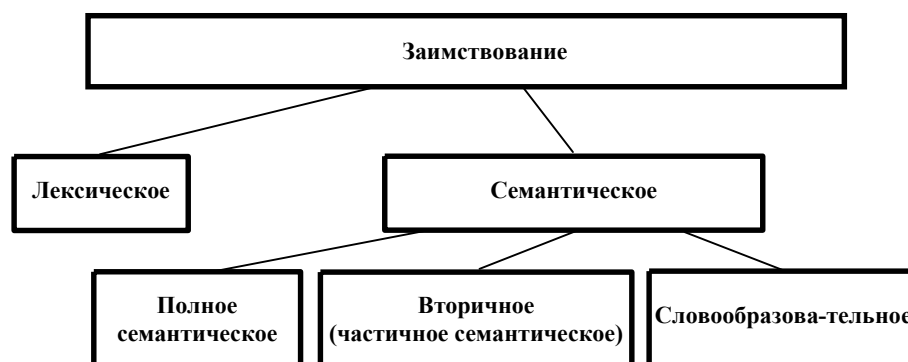 Заимствование
Лексическое
Семантическое
Полное
семантическое
Вторичное
(частичное семантическое)
Словообразова-тельное